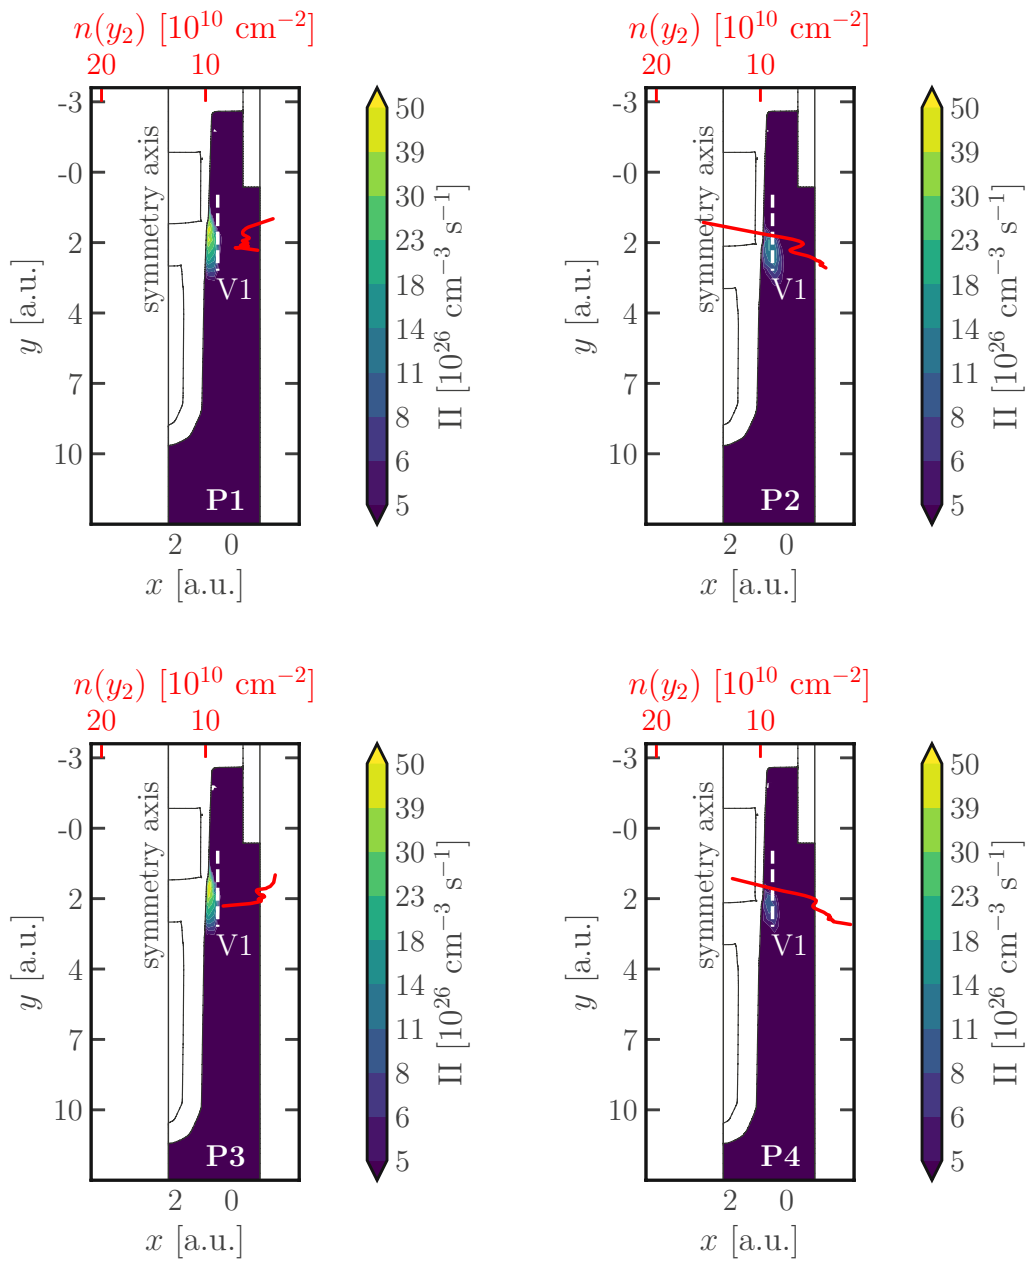 n(y₂) [10¹⁰ cm⁻²]
20 10
-3
-0
2
4
7
10
y [a.u.]
symmetry axis
V1
P1
2 0
x [a.u.]
50
39
30
23
18
14
11
8
6
5
II [10²⁶ cm⁻³ s⁻¹]
n(y₂) [10¹⁰ cm⁻²]
20 10
-3
-0
2
4
7
10
y [a.u.]
symmetry axis
V1
P2
2 0
x [a.u.]
50
39
30
23
18
14
11
8
6
5
II [10²⁶ cm⁻³ s⁻¹]
n(y₂) [10¹⁰ cm⁻²]
20 10
-3
-0
2
4
7
10
y [a.u.]
symmetry axis
V1
P3
2 0
x [a.u.]
50
39
30
23
18
14
11
8
6
5
II [10²⁶ cm⁻³ s⁻¹]
n(y₂) [10¹⁰ cm⁻²]
20 10
-3
-0
2
4
7
10
y [a.u.]
symmetry axis
V1
P4
2 0
x [a.u.]
50
39
30
23
18
14
11
8
6
5
II [10²⁶ cm⁻³ s⁻¹]